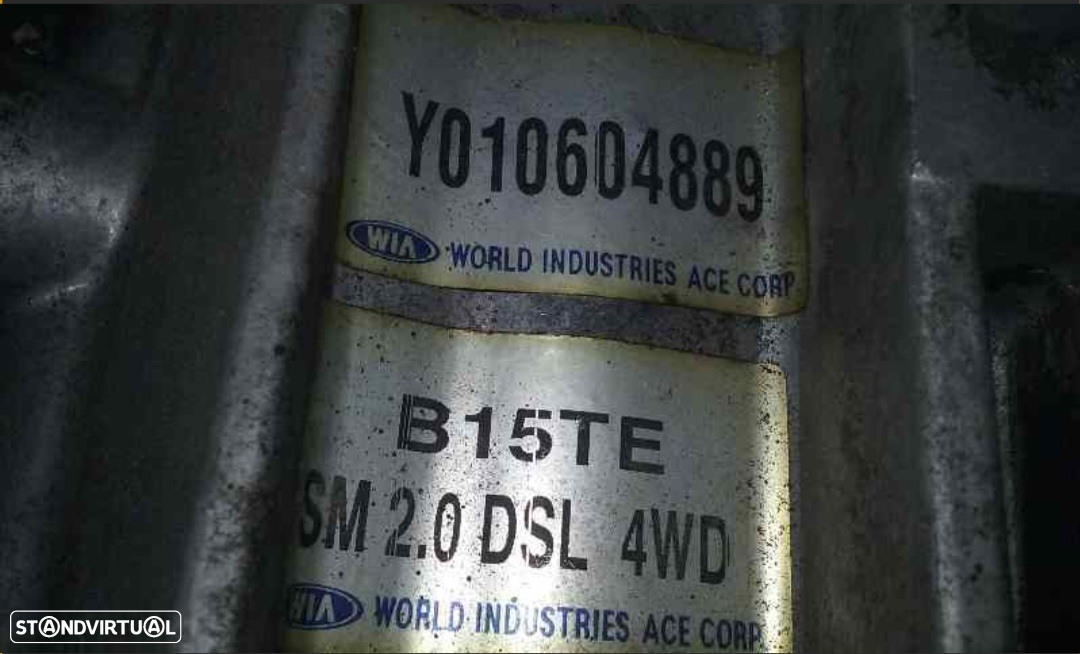 Y010604889
WIA WORLD INDUSTRIES ACE CORP
B15TE
SM 2.0 DSL 4WD
WIA WORLD INDUSTRIES ACE CORP
STANDVIRTUAL